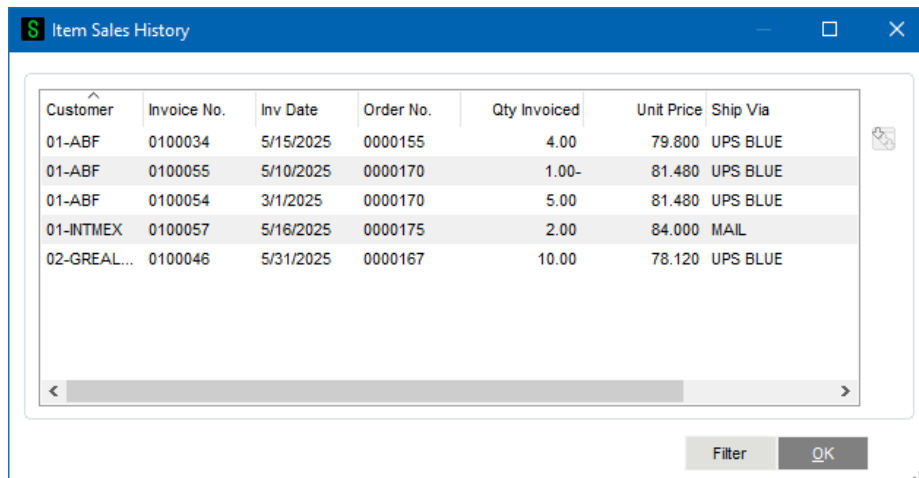 S Item Sales History
Customer Invoice No. Inv Date Order No. Qty Invoiced Unit Price Ship Via
01-ABF 0100034 5/15/2025 0000155 4.00 79.800 UPS BLUE
01-ABF 0100055 5/10/2025 0000170 1.00- 81.480 UPS BLUE
01-ABF 0100054 3/1/2025 0000170 5.00 81.480 UPS BLUE
01-INTMEX 0100057 5/16/2025 0000175 2.00 84.000 MAIL
02-GREAL... 0100046 5/31/2025 0000167 10.00 78.120 UPS BLUE
Filter OK